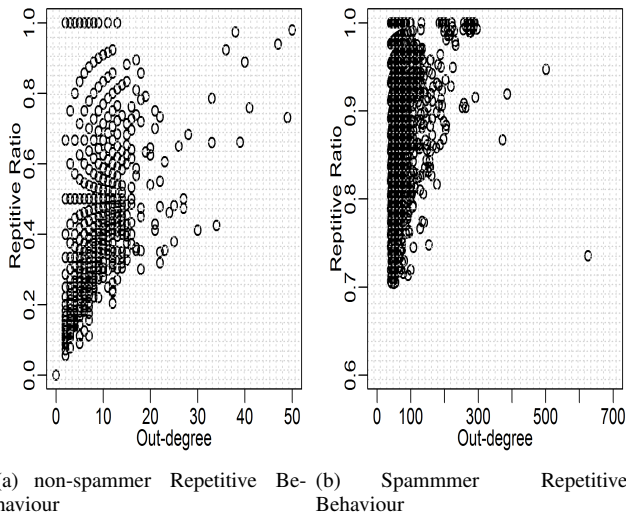 1.0
0.8
0.6
0.4
0.2
0.0
Reptitive Ratio
0 10 20 30 40 50
Out-degree
1.0
0.9
0.8
0.7
0.6
Reptitive Ratio
0 100 300 500 700
Out-degree
a) non-spammer Repetitive Be-
haviour
(b) Spammmer Repetitive
Behaviour